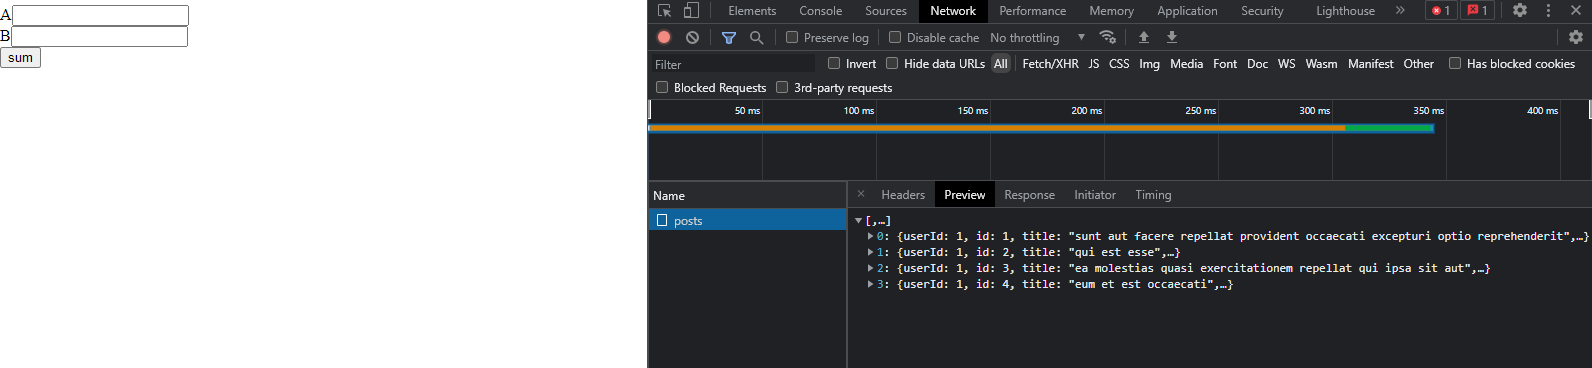 A
B
sum
Elements Console Sources Network Performance Memory Application Security Lighthouse » 1 1
Preserve log Disable cache No throttling
Filter Invert Hide data URLs All Fetch/XHR JS CSS Img Media Font Doc WS Wasm Manifest Other Has blocked cookies
Blocked Requests 3rd-party requests
50 ms 100 ms 150 ms 200 ms 250 ms 300 ms 350 ms 400 ms
Name
× Headers Preview Response Initiator Timing
posts
[,…]
0: {userId: 1, id: 1, title: "sunt aut facere repellat provident occaecati excepturi optio reprehenderit",…}
1: {userId: 1, id: 2, title: "qui est esse",…}
2: {userId: 1, id: 3, title: "ea molestias quasi exercitationem repellat qui ipsa sit aut",…}
3: {userId: 1, id: 4, title: "eum et est occaecati",…}